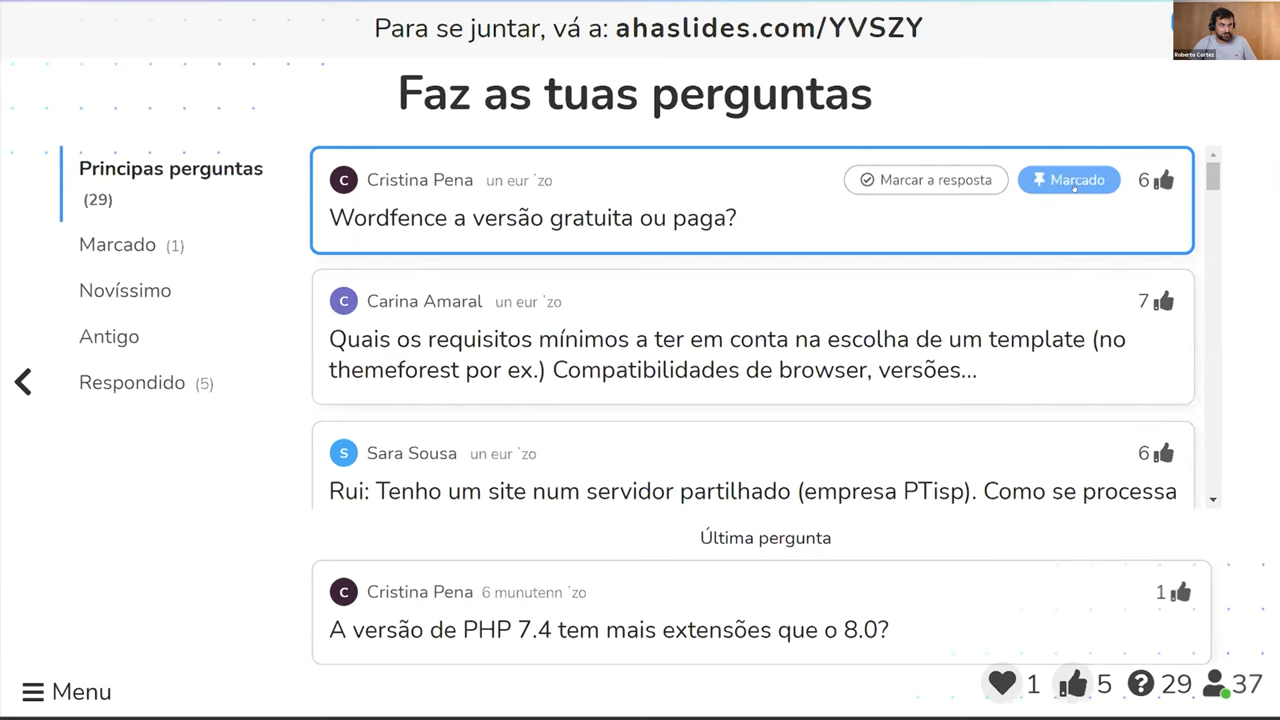 Para se juntar, vá a: ahaslides.com/YVSZY
Roberto Cortez
Faz as tuas perguntas
Principas perguntas
(29)
Marcado (1)
Novíssimo
Antigo
Respondido (5)
C Cristina Pena un eur ˈzo Marcar a resposta Marcado 6
Wordfence a versão gratuita ou paga?
C Carina Amaral un eur ˈzo 7
Quais os requisitos mínimos a ter em conta na escolha de um template (no
themeforest por ex.) Compatibilidades de browser, versões...
S Sara Sousa un eur ˈzo 6
Rui: Tenho um site num servidor partilhado (empresa PTisp). Como se processa
Última pergunta
C Cristina Pena 6 munutenn ˈzo 1
A versão de PHP 7.4 tem mais extensões que o 8.0?
Menu
1 5 29 37